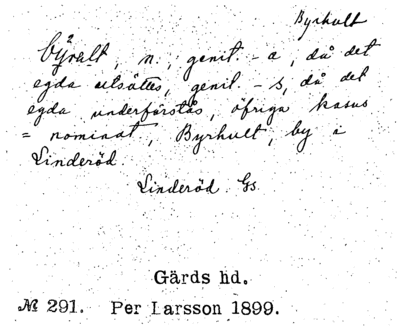 Byrhult
býralt, n., genit. -a, då det
egda utsättes, genit. -s, då det
egda underförstås, öfriga kasus
= nominat, Byrhult, by i
Linderöd
Linderöd Gs
Gärds hd.
№ 291. Per Larsson 1899.